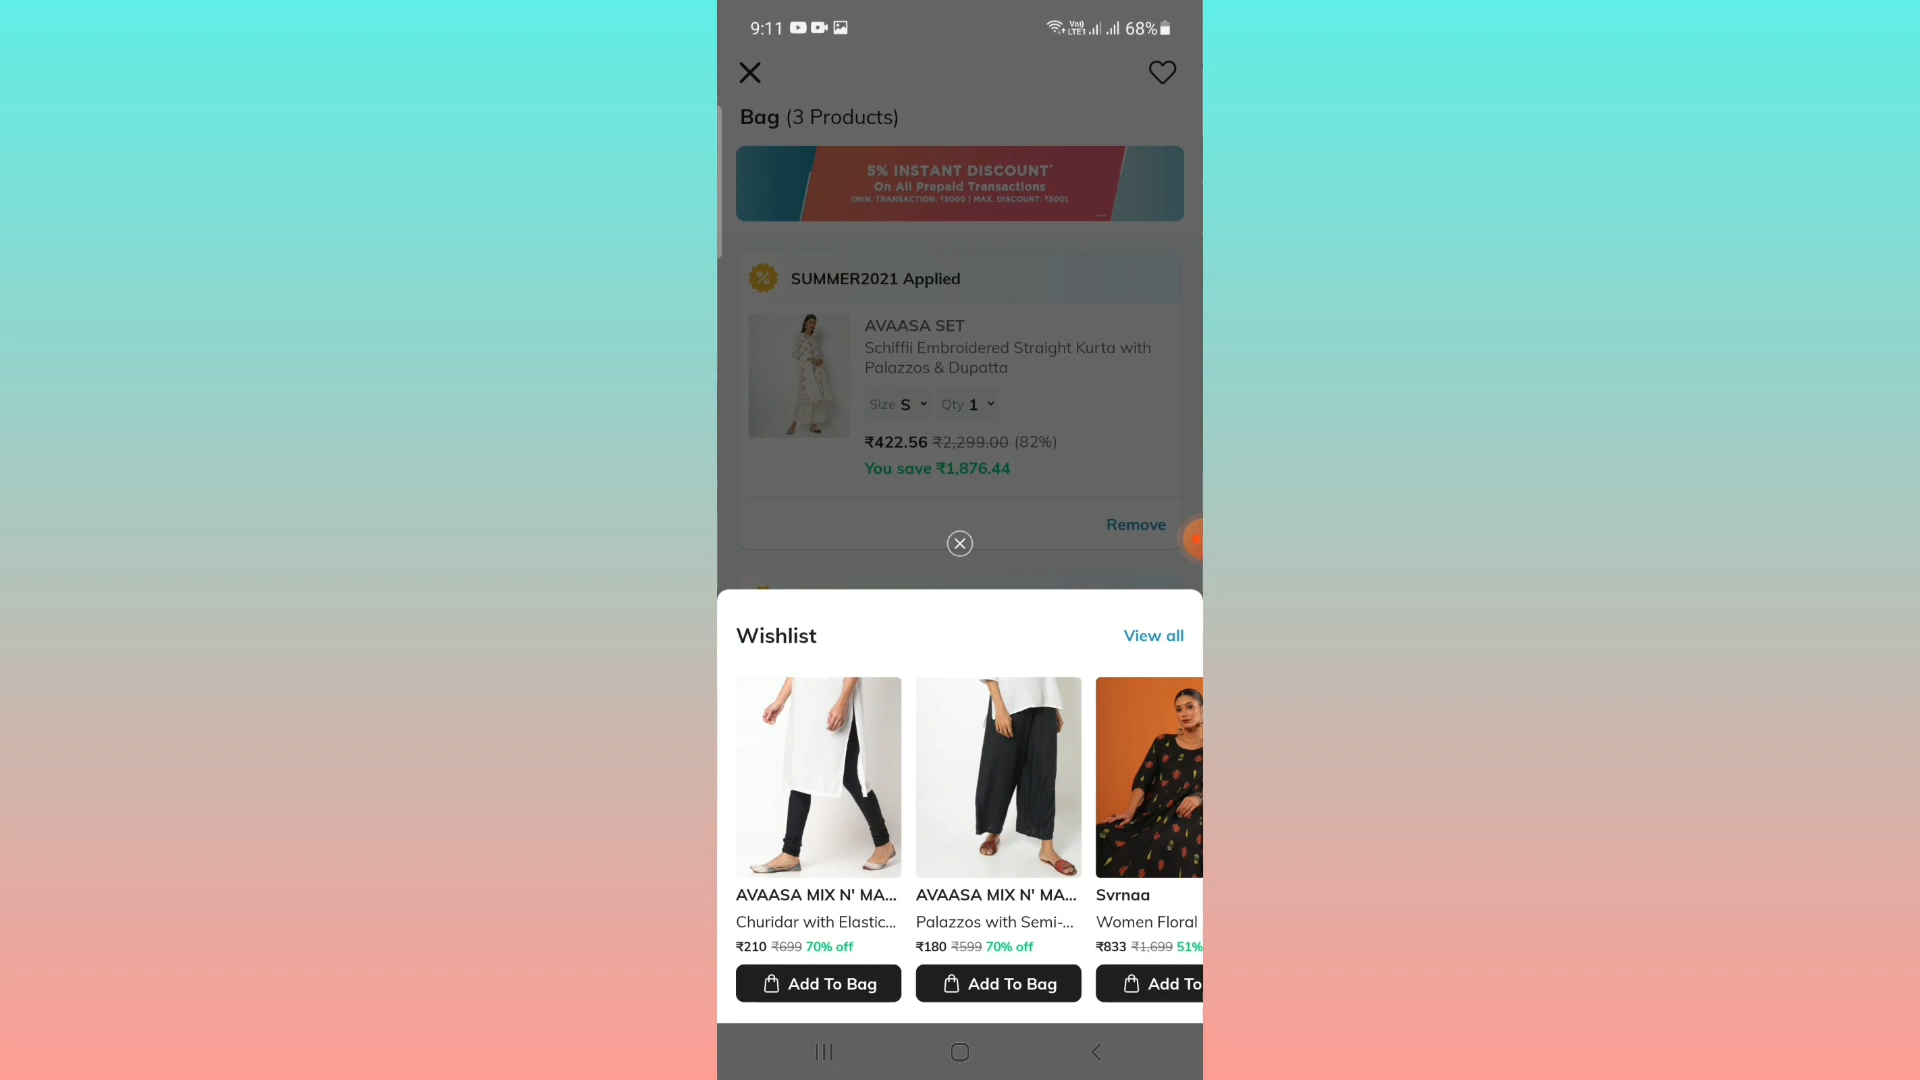 9:11
Vo)) LTE1
68%
Bag (3 Products)
5% INSTANT DISCOUNT*
On All Prepaid Transactions
(MIN. TRANSACTION: ₹3000 | MAX. DISCOUNT: ₹500)
SUMMER2021 Applied
AVAASA SET
Schiffli Embroidered Straight Kurta with
Palazzos & Dupatta
Size S Qty 1
₹422.56 ₹2,299.00 (82%)
You save ₹1,876.44
Remove
Wishlist
View all
AVAASA MIX N' MA...
Churidar with Elastic...
₹210 ₹699 70% off
Add To Bag
AVAASA MIX N' MA...
Palazzos with Semi-...
₹180 ₹599 70% off
Add To Bag
Svrnaa
Women Floral
₹833 ₹1,699 51%
Add To